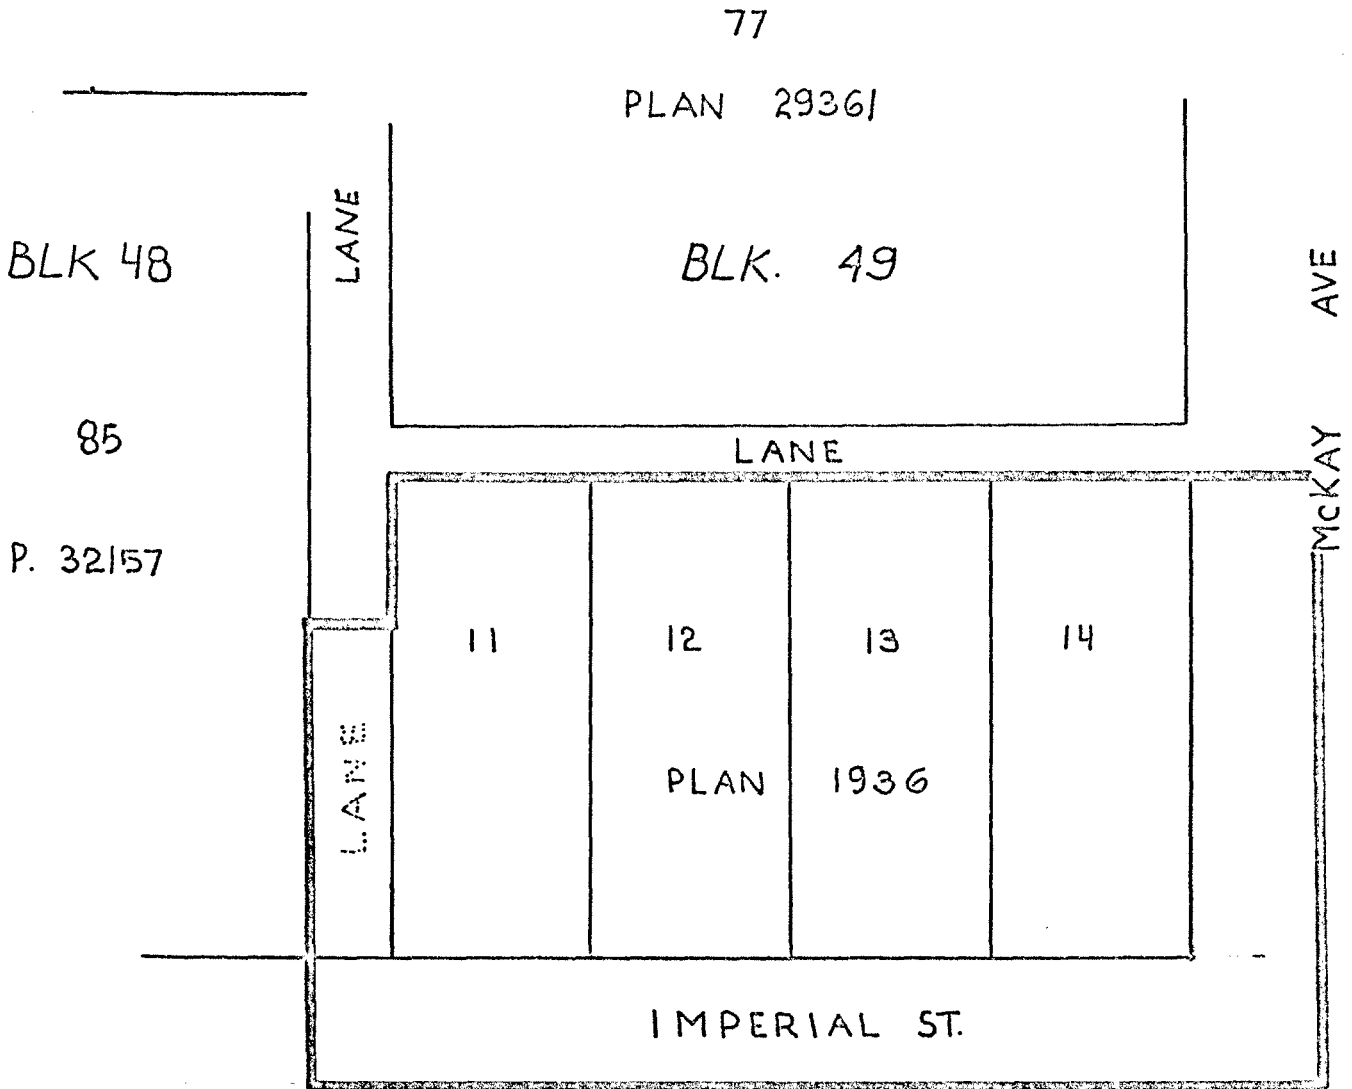 77
PLAN 29361
LANE
BLK 48
BLK. 49
McKAY AVE
85
LANE
P. 32157
11
12
13
14
LANE
PLAN 1936
IMPERIAL ST.